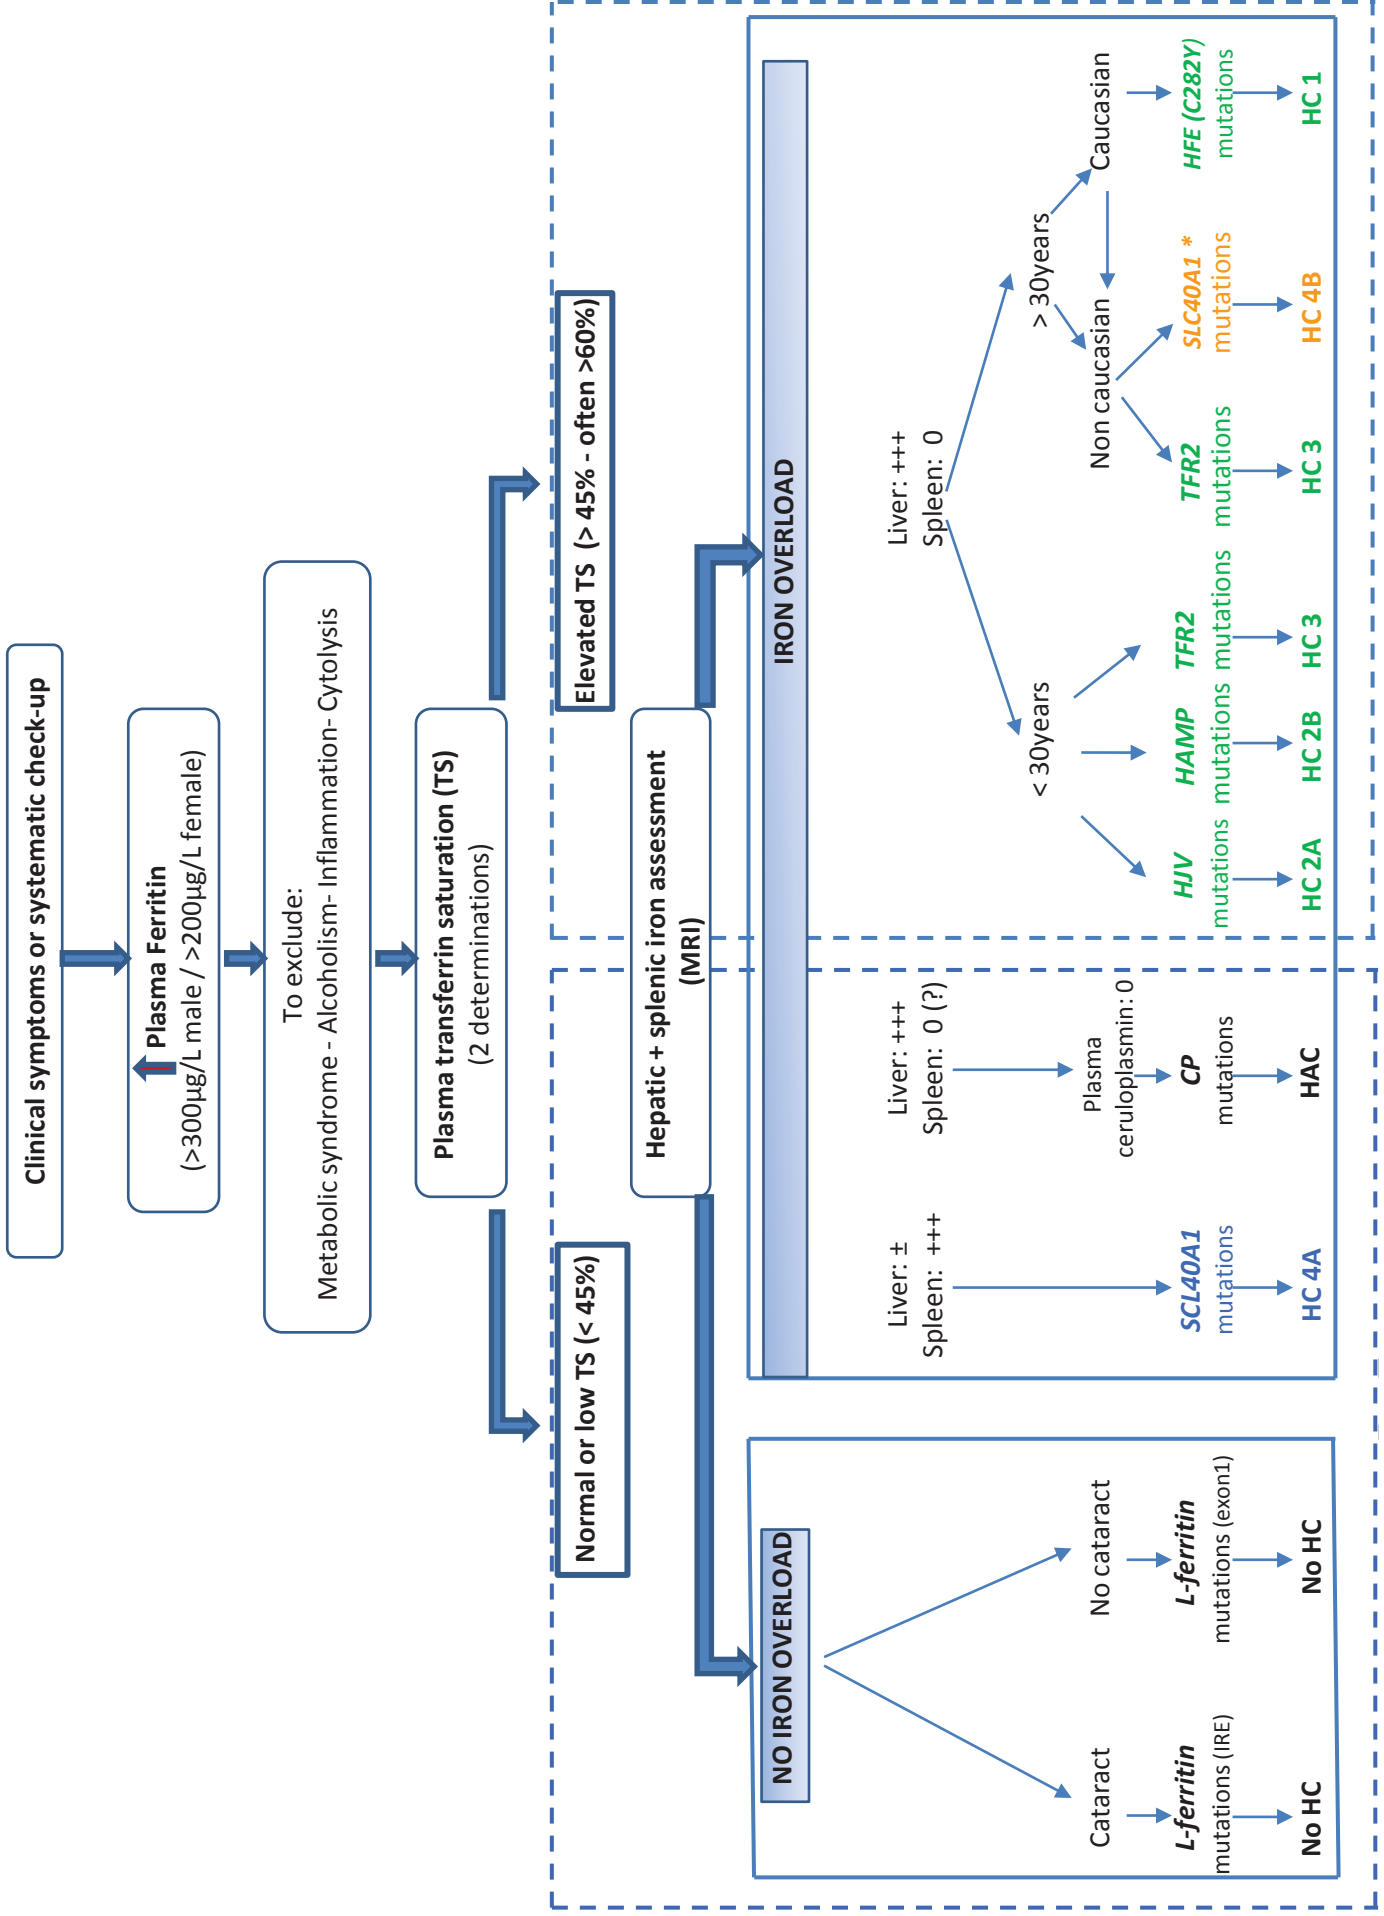 Clinical symptoms or systematic check-up
Plasma Ferritin
(>300µg/L male / >200µg/L female)
To exclude:
Metabolic syndrome - Alcoholism- Inflammation- Cytolysis
Plasma transferrin saturation (TS)
(2 determinations)
Normal or low TS (< 45%)
Elevated TS (> 45% - often >60%)
Hepatic + splenic iron assessment
(MRI)
NO IRON OVERLOAD
IRON OVERLOAD
Cataract
L-ferritin
mutations (IRE)
No HC
No cataract
L-ferritin
mutations (exon1)
No HC
Liver: ±
Spleen: +++
SCL40A1
mutations
HC 4A
Liver: +++
Spleen: 0 (?)
Plasma
ceruloplasmin: 0
CP
mutations
HAC
Liver: +++
Spleen: 0
< 30years
HJV
mutations
HC 2A
HAMP
mutations
HC 2B
TFR2
mutations
HC 3
> 30years
Non caucasian
Caucasian
TFR2
mutations
HC 3
SLC40A1 *
mutations
HC 4B
HFE (C282Y)
mutations
HC 1